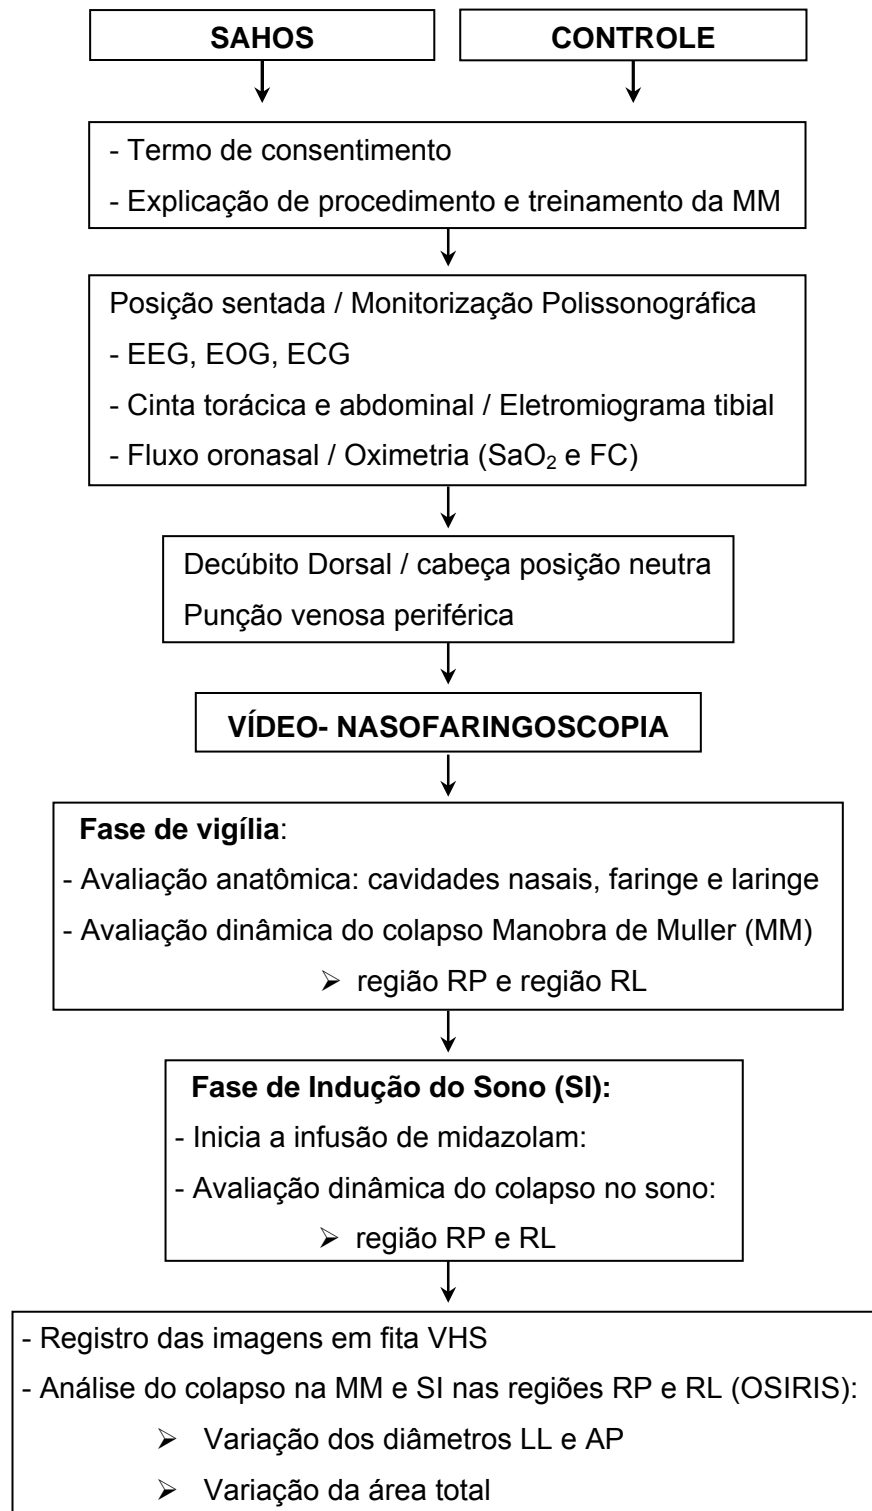 SAHOS
CONTROLE
- Termo de consentimento
- Explicação de procedimento e treinamento da MM
Posição sentada / Monitorização Polissonográfica
- EEG, EOG, ECG
- Cinta torácica e abdominal / Eletromiograma tibial
- Fluxo oronasal / Oximetria (SaO₂ e FC)
Decúbito Dorsal / cabeça posição neutra
Punção venosa periférica
VÍDEO- NASOFARINGOSCOPIA
Fase de vigília:
- Avaliação anatômica: cavidades nasais, faringe e laringe
- Avaliação dinâmica do colapso Manobra de Muller (MM)
➢ região RP e região RL
Fase de Indução do Sono (SI):
- Inicia a infusão de midazolam:
- Avaliação dinâmica do colapso no sono:
➢ região RP e RL
- Registro das imagens em fita VHS
- Análise do colapso na MM e SI nas regiões RP e RL (OSIRIS):
➢ Variação dos diâmetros LL e AP
➢ Variação da área total